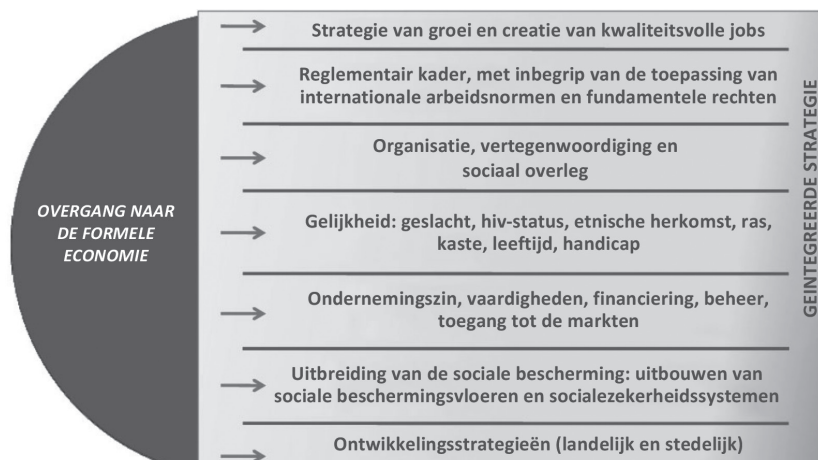 OVERGANG NAAR
DE FORMELE
ECONOMIE
Strategie van groei en creatie van kwaliteitsvolle jobs
Reglementair kader, met inbegrip van de toepassing van
internationale arbeidsnormen en fundamentele rechten
Organisatie, vertegenwoordiging en
sociaal overleg
Gelijkheid: geslacht, hiv-status, etnische herkomst, ras,
kaste, leeftijd, handicap
Ondernemingszin, vaardigheden, financiering, beheer,
toegang tot de markten
Uitbreiding van de sociale bescherming: uitbouwen van
sociale beschermingsvloeren en socialezekerheidssystemen
Ontwikkelingsstrategieën (landelijk en stedelijk)
GEINTEGREERDE STRATEGIE